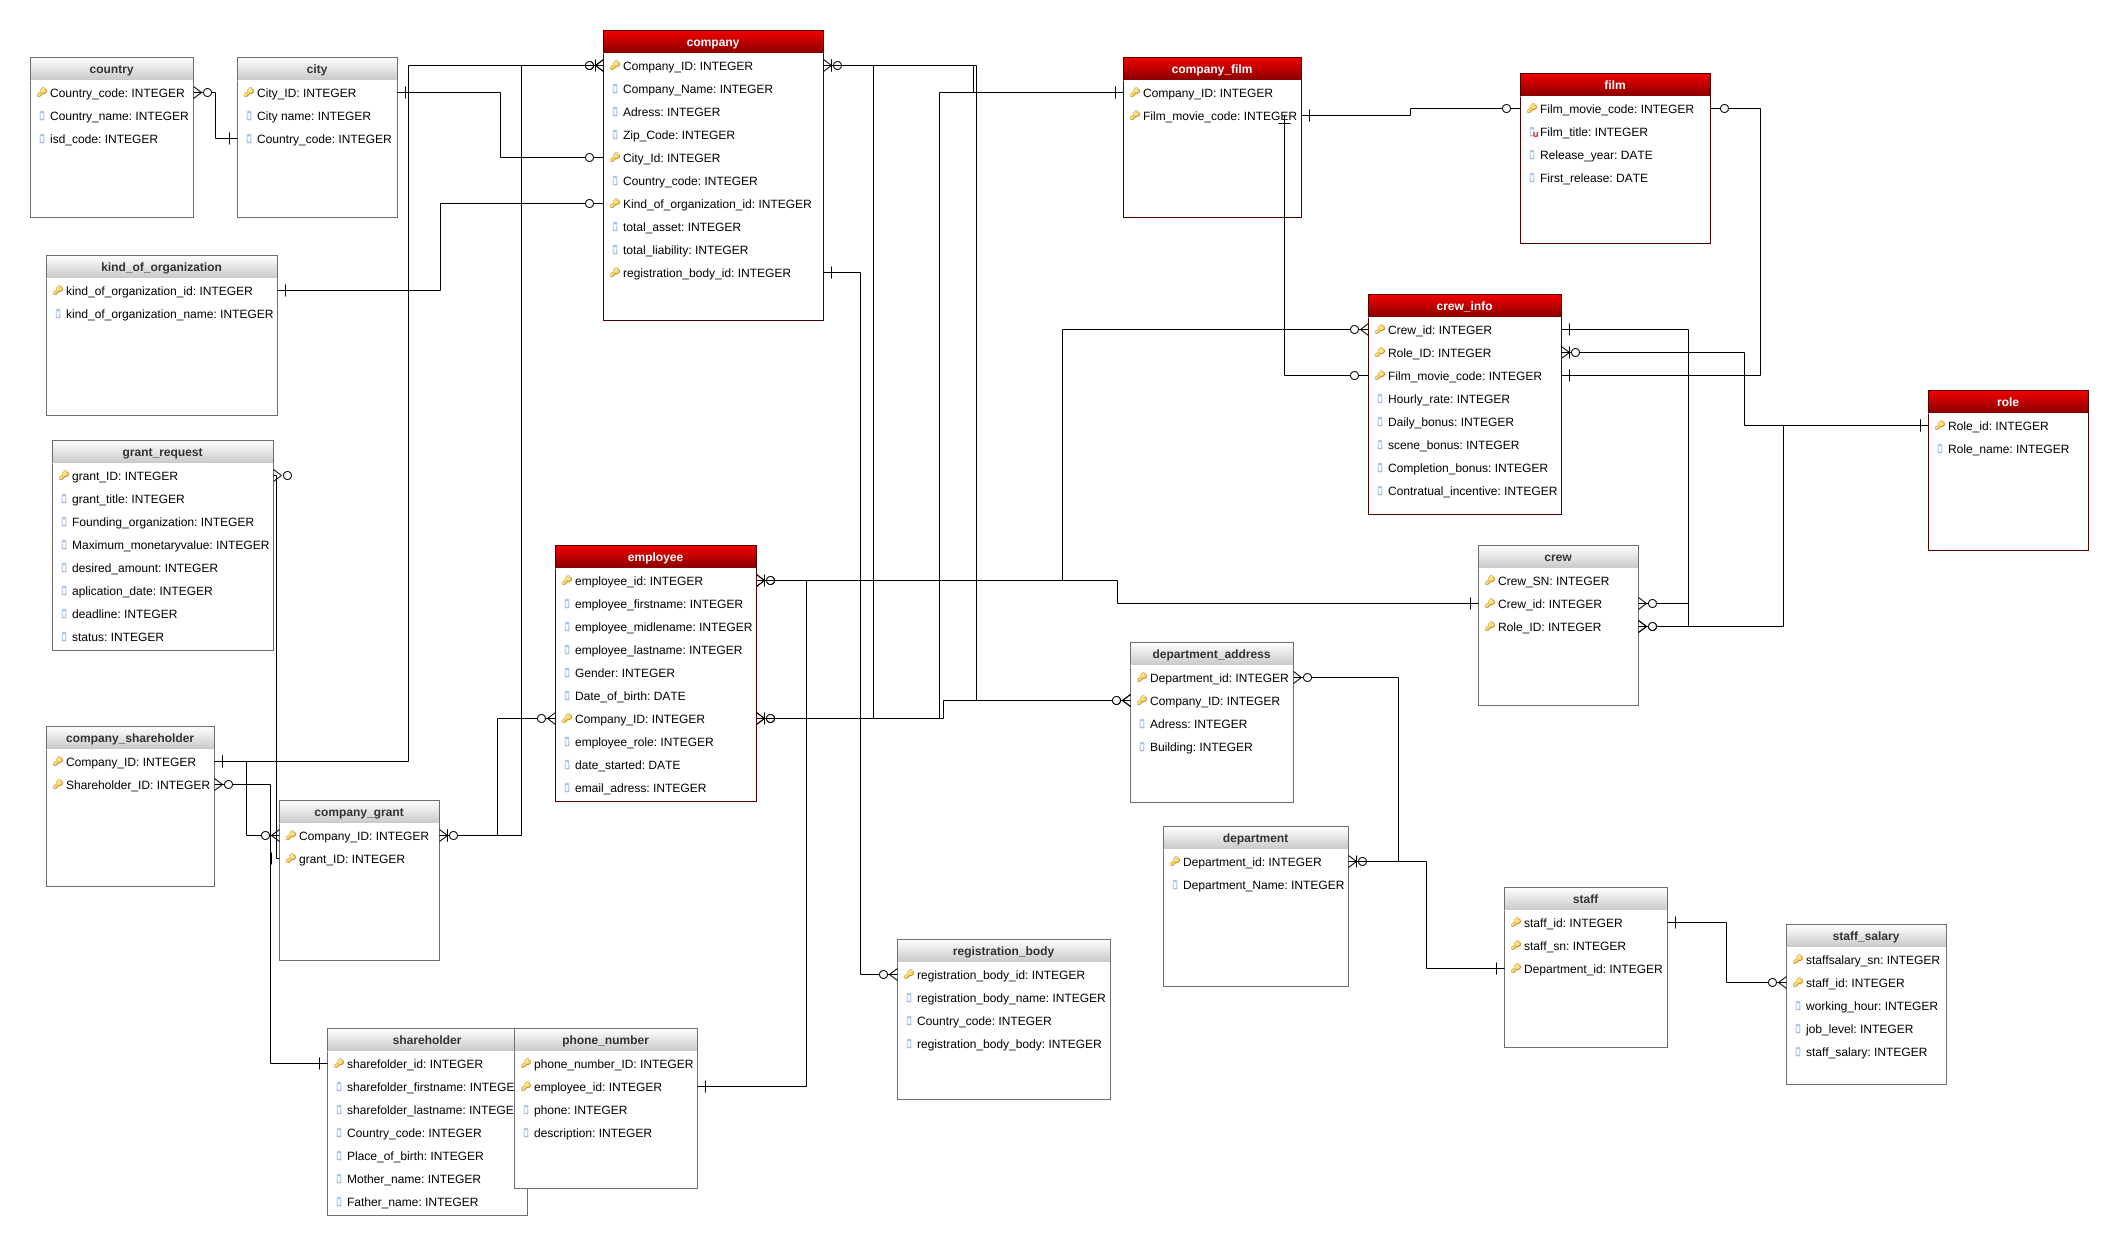 company
Company_ID: INTEGER
Company_Name: INTEGER
Adress: INTEGER
Zip_Code: INTEGER
City_Id: INTEGER
Country_code: INTEGER
Kind_of_organization_id: INTEGER
total_asset: INTEGER
total_liability: INTEGER
registration_body_id: INTEGER
country
Country_code: INTEGER
Country_name: INTEGER
isd_code: INTEGER
city
City_ID: INTEGER
City name: INTEGER
Country_code: INTEGER
company_film
Company_ID: INTEGER
Film_movie_code: INTEGER
film
Film_movie_code: INTEGER
Film_title: INTEGER
Release_year: DATE
First_release: DATE
kind_of_organization
kind_of_organization_id: INTEGER
kind_of_organization_name: INTEGER
crew_info
Crew_id: INTEGER
Role_ID: INTEGER
Film_movie_code: INTEGER
Hourly_rate: INTEGER
Daily_bonus: INTEGER
scene_bonus: INTEGER
Completion_bonus: INTEGER
Contratual_incentive: INTEGER
role
Role_id: INTEGER
Role_name: INTEGER
grant_request
grant_ID: INTEGER
grant_title: INTEGER
Founding_organization: INTEGER
Maximum_monetaryvalue: INTEGER
desired_amount: INTEGER
aplication_date: INTEGER
deadline: INTEGER
status: INTEGER
employee
employee_id: INTEGER
employee_firstname: INTEGER
employee_midlename: INTEGER
employee_lastname: INTEGER
Gender: INTEGER
Date_of_birth: DATE
Company_ID: INTEGER
employee_role: INTEGER
date_started: DATE
email_adress: INTEGER
crew
Crew_SN: INTEGER
Crew_id: INTEGER
Role_ID: INTEGER
department_address
Department_id: INTEGER
Company_ID: INTEGER
Adress: INTEGER
Building: INTEGER
company_shareholder
Company_ID: INTEGER
Shareholder_ID: INTEGER
company_grant
Company_ID: INTEGER
grant_ID: INTEGER
department
Department_id: INTEGER
Department_Name: INTEGER
staff
staff_id: INTEGER
staff_sn: INTEGER
Department_id: INTEGER
staff_salary
staffsalary_sn: INTEGER
staff_id: INTEGER
working_hour: INTEGER
job_level: INTEGER
staff_salary: INTEGER
registration_body
registration_body_id: INTEGER
registration_body_name: INTEGER
Country_code: INTEGER
registration_body_body: INTEGER
shareholder
sharefolder_id: INTEGER
sharefolder_firstname: INTEGE
sharefolder_lastname: INTEGE
Country_code: INTEGER
Place_of_birth: INTEGER
Mother_name: INTEGER
Father_name: INTEGER
phone_number
phone_number_ID: INTEGER
employee_id: INTEGER
phone: INTEGER
description: INTEGER